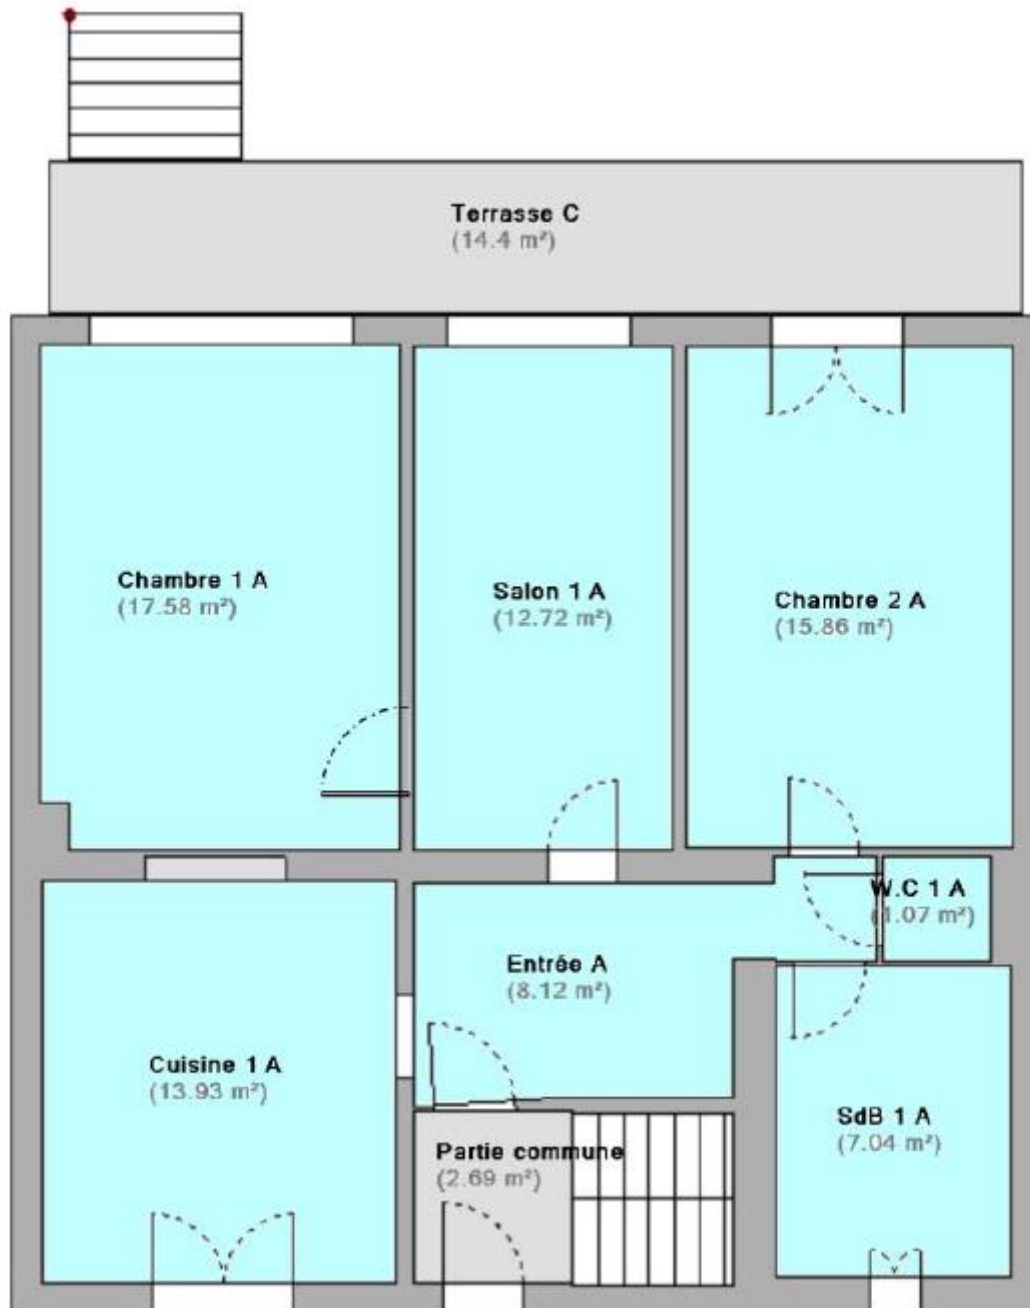 Terrasse C
(14.4 m²)
Chambre 1 A
(17.58 m²)
Salon 1 A
(12.72 m²)
Chambre 2 A
(15.86 m²)
W.C 1 A
(1.07 m²)
Entrée A
(8.12 m²)
Cuisine 1 A
(13.93 m²)
SdB 1 A
(7.04 m²)
Partie commune
(2.69 m²)